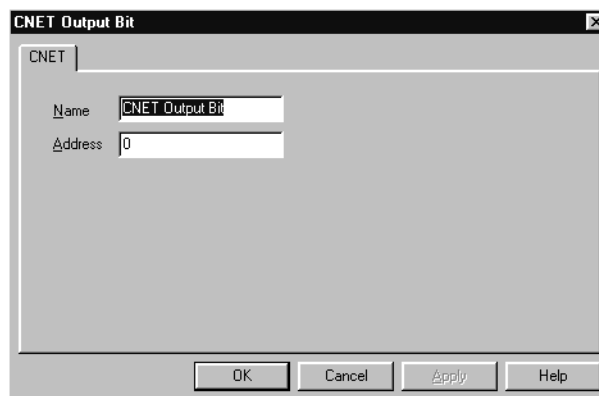 CNET Output Bit
CNET
Name CNET Output Bit
Address 0
OK Cancel Apply Help